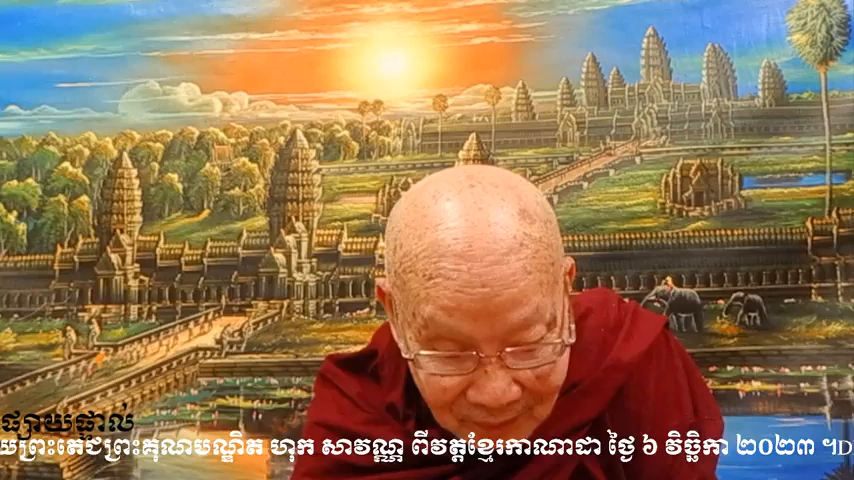 ផ្សាយផ្ទាល់
យព្រះតេជព្រះគុណបណ្ឌិត ហុក សាវណ្ណ ពីវត្តខ្មែរកាណាដា ថ្ងៃ ៦ វិច្ឆិកា ២០២៣ ។D